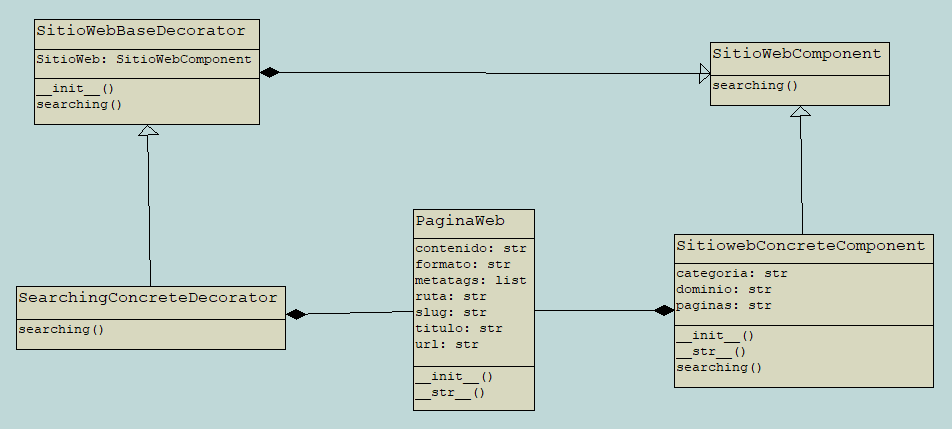 SitioWebBaseDecorator
SitioWeb: SitioWebComponent
__init__()
searching()
SitioWebComponent
searching()
PaginaWeb
contenido: str
formato: str
metatags: list
ruta: str
slug: str
titulo: str
url: str
__init__()
__str__()
SitiowebConcreteComponent
categoria: str
dominio: str
paginas: str
__init__()
__str__()
searching()
SearchingConcreteDecorator
searching()